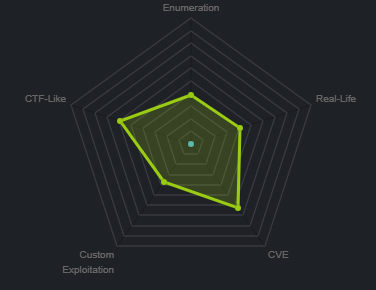 Enumeration
CTF-Like
Real-Life
Custom
Exploitation
CVE